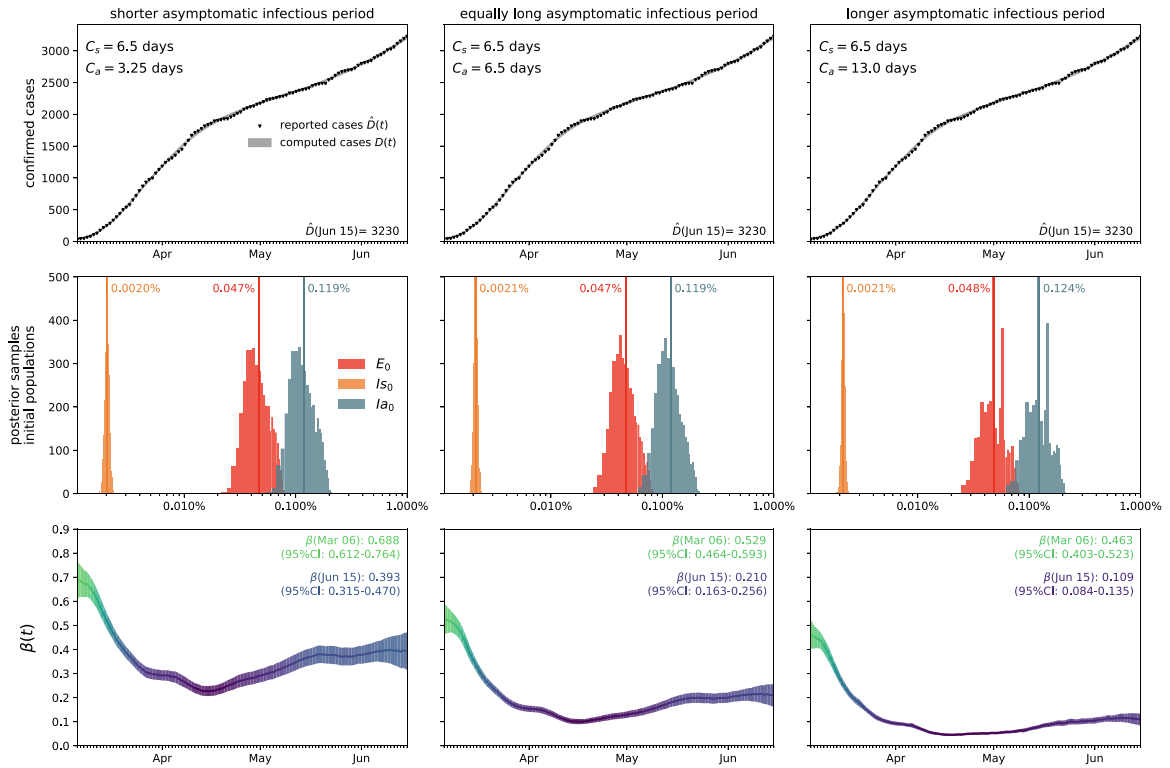 shorter asymptomatic infectious period
equally long asymptomatic infectious period
longer asymptomatic infectious period
confirmed cases
3000
2500
2000
1500
1000
500
0
C_s = 6.5 days
C_a = 3.25 days
reported cases D̂(t)
computed cases D(t)
D̂(Jun 15)= 3230
Apr
May
Jun
C_s = 6.5 days
C_a = 6.5 days
D̂(Jun 15)= 3230
Apr
May
Jun
C_s = 6.5 days
C_a = 13.0 days
D̂(Jun 15)= 3230
Apr
May
Jun
posterior samples
initial populations
500
400
300
200
100
0
0.0020%
0.047%
0.119%
E_0
Is_0
Ia_0
0.010%
0.100%
1.000%
0.0021%
0.047%
0.119%
0.010%
0.100%
1.000%
0.0021%
0.048%
0.124%
0.010%
0.100%
1.000%
β(t)
0.9
0.8
0.7
0.6
0.5
0.4
0.3
0.2
0.1
0.0
β(Mar 06): 0.688
(95%CI: 0.612-0.764)
β(Jun 15): 0.393
(95%CI: 0.315-0.470)
Apr
May
Jun
β(Mar 06): 0.529
(95%CI: 0.464-0.593)
β(Jun 15): 0.210
(95%CI: 0.163-0.256)
Apr
May
Jun
β(Mar 06): 0.463
(95%CI: 0.403-0.523)
β(Jun 15): 0.109
(95%CI: 0.084-0.135)
Apr
May
Jun